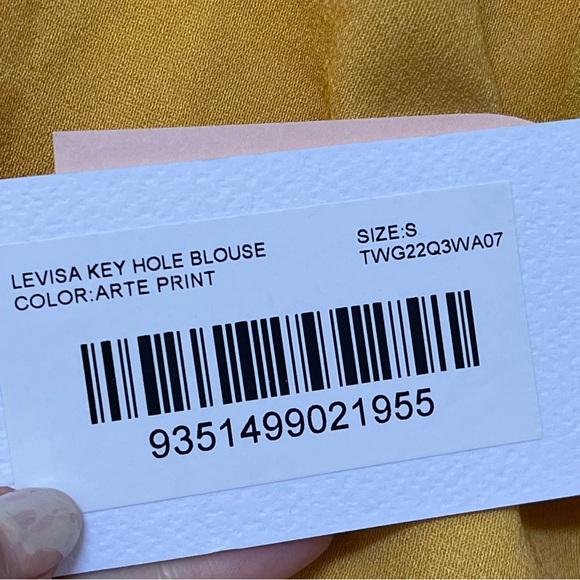 LEVISA KEY HOLE BLOUSE
COLOR:ARTE PRINT
SIZE:S
TWG22Q3WA07
9351499021955